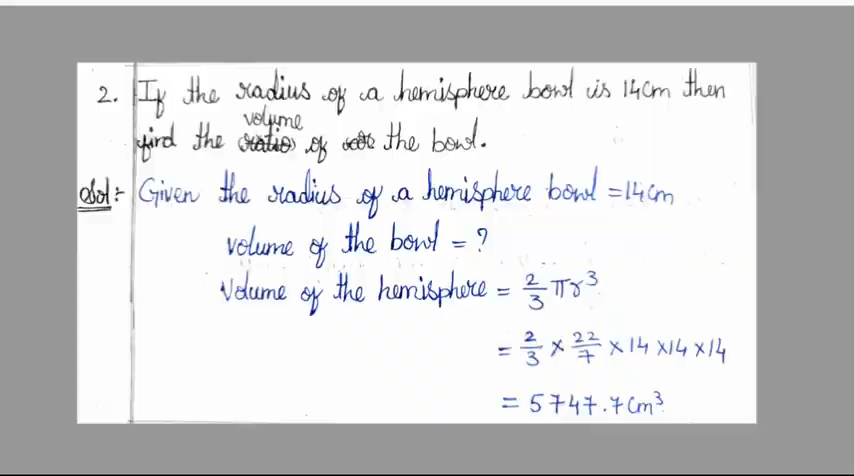 2. If the radius of a hemisphere bowl is 14cm then
find the volume of the bowl.
Sol:- Given the radius of a hemisphere bowl = 14cm
volume of the bowl = ?
Volume of the hemisphere = 2/3 πr³
= 2/3 × 22/7 × 14 × 14 × 14
= 5747.7cm³